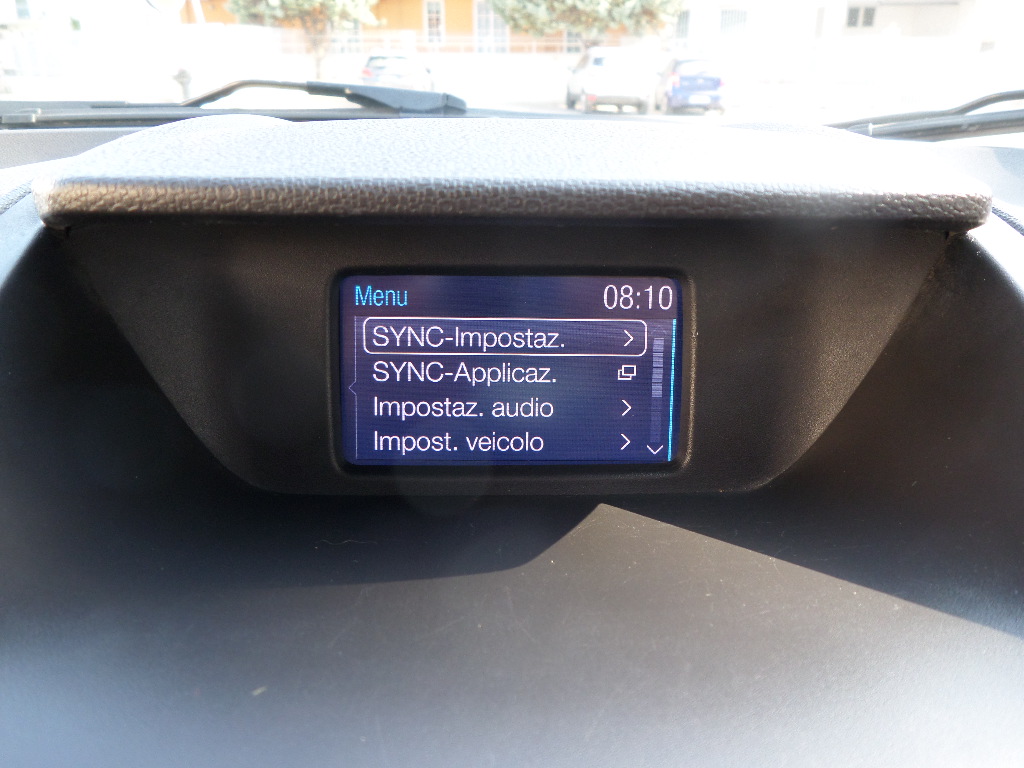 Menu 08:10
SYNC-Impostaz.
SYNC-Applicaz.
Impostaz. audio
Impost. veicolo